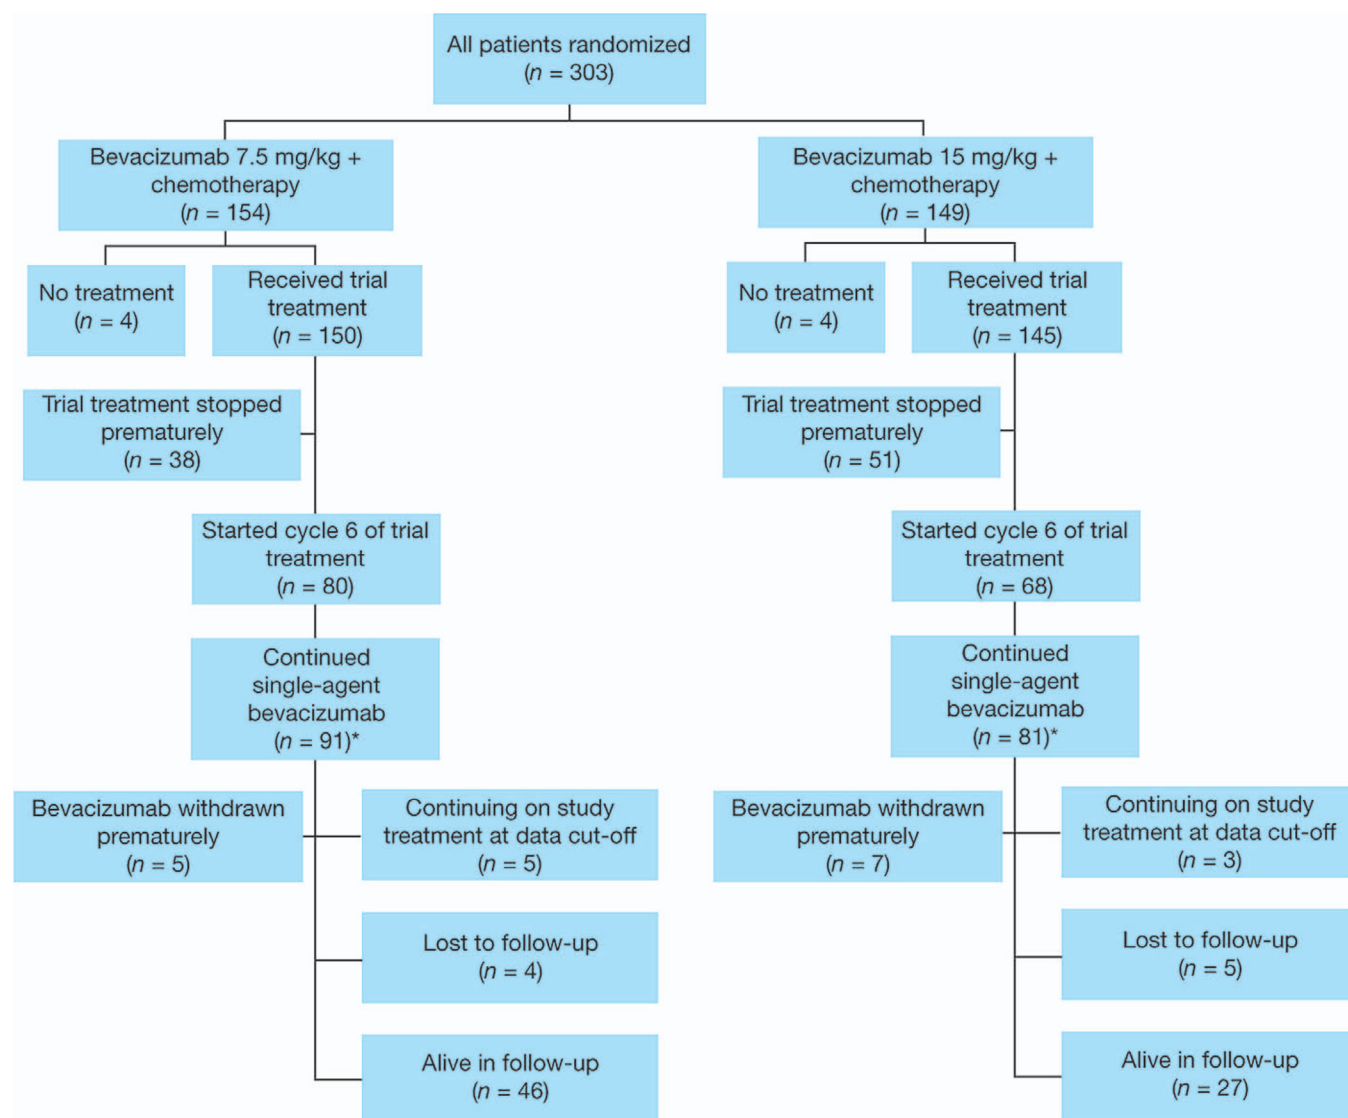 All patients randomized
(n = 303)
Bevacizumab 7.5 mg/kg +
chemotherapy
(n = 154)
Bevacizumab 15 mg/kg +
chemotherapy
(n = 149)
No treatment
(n = 4)
Received trial
treatment
(n = 150)
No treatment
(n = 4)
Received trial
treatment
(n = 145)
Trial treatment stopped
prematurely
(n = 38)
Trial treatment stopped
prematurely
(n = 51)
Started cycle 6 of trial
treatment
(n = 80)
Started cycle 6 of trial
treatment
(n = 68)
Continued
single-agent
bevacizumab
(n = 91)*
Continued
single-agent
bevacizumab
(n = 81)*
Bevacizumab withdrawn
prematurely
(n = 5)
Continuing on study
treatment at data cut-off
(n = 5)
Bevacizumab withdrawn
prematurely
(n = 7)
Continuing on study
treatment at data cut-off
(n = 3)
Lost to follow-up
(n = 4)
Lost to follow-up
(n = 5)
Alive in follow-up
(n = 46)
Alive in follow-up
(n = 27)